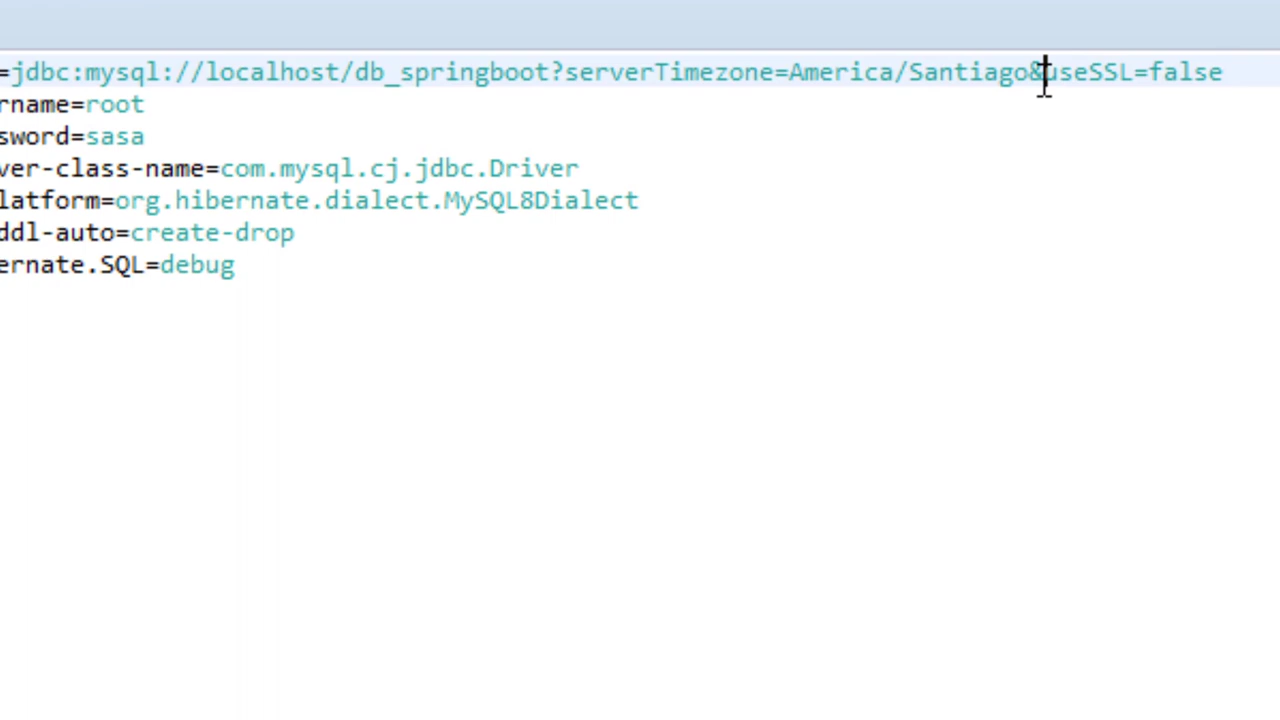 =jdbc:mysql://localhost/db_springboot?serverTimezone=America/Santiago&useSSL=false
rname=root
sword=sasa
ver-class-name=com.mysql.cj.jdbc.Driver
latform=org.hibernate.dialect.MySQL8Dialect
ddl-auto=create-drop
ernate.SQL=debug